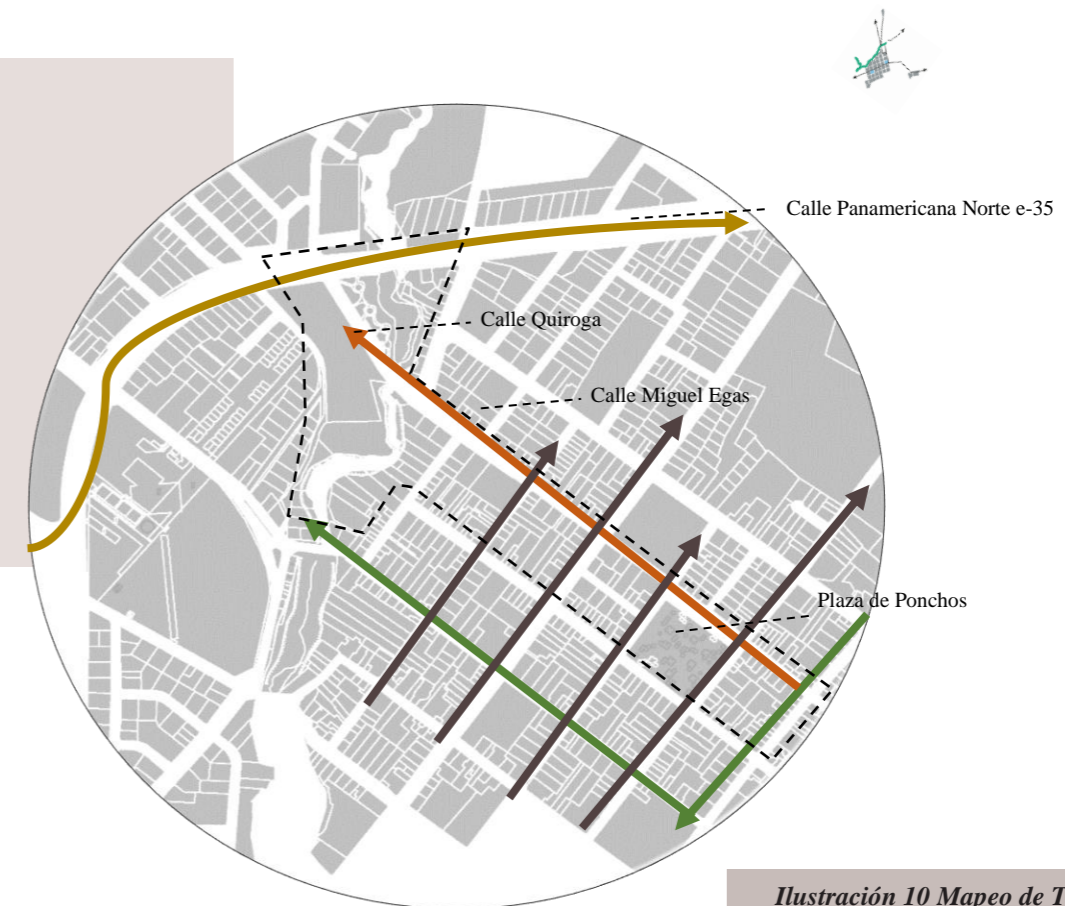 Calle Panamericana Norte e-35
Calle Quiroga
Calle Miguel Egas
Plaza de Ponchos
Ilustración 10 Mapeo de T